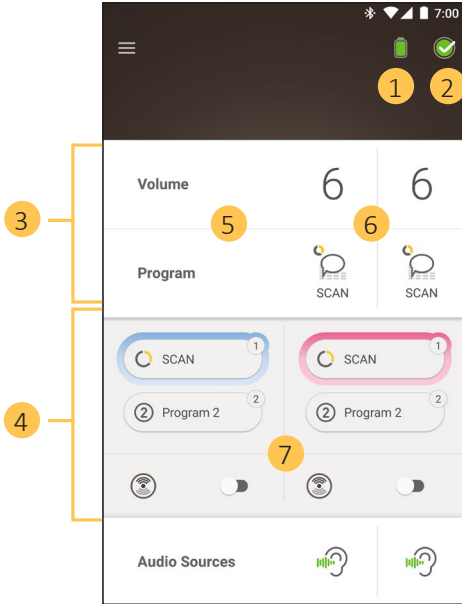 7:00
1 2
Volume 6 6
3 5 6
Program
SCAN SCAN
SCAN 1 SCAN 1
4 2 Program 2 2 2 Program 2 2
7
Audio Sources